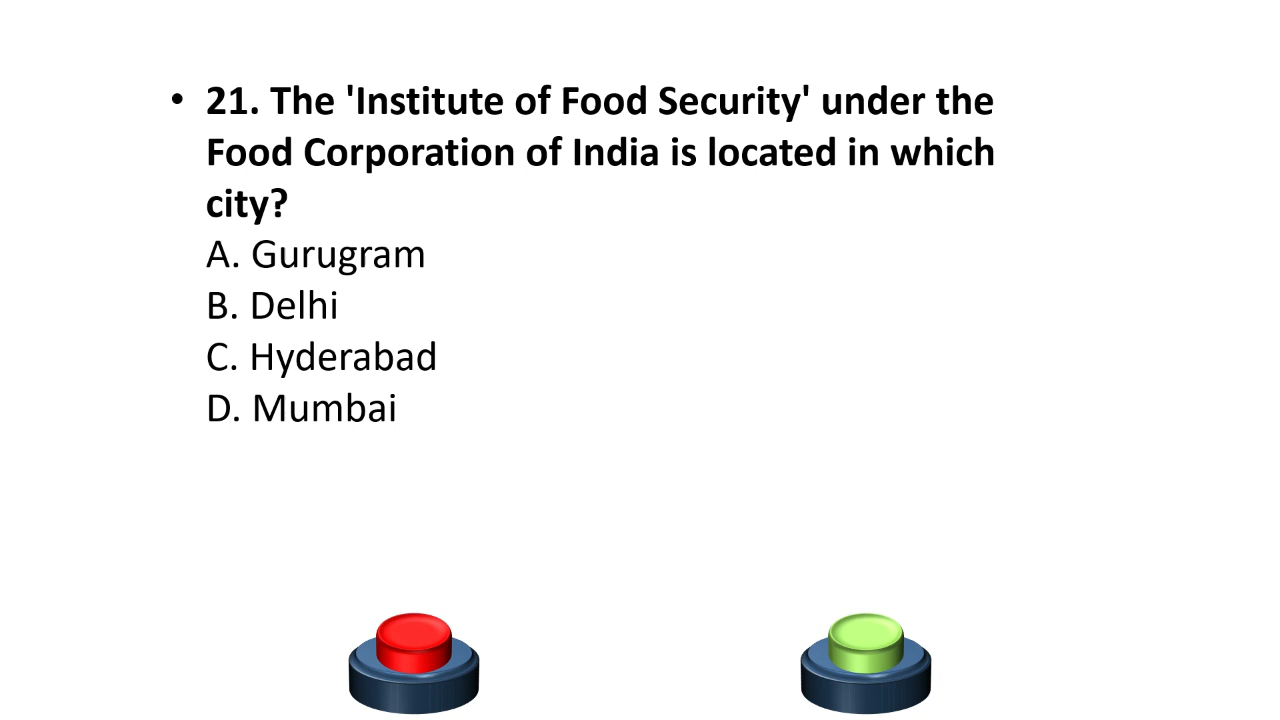 • 21. The 'Institute of Food Security' under the
Food Corporation of India is located in which
city?
A. Gurugram
B. Delhi
C. Hyderabad
D. Mumbai